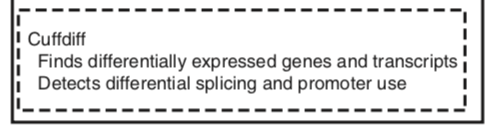 Cuffdiff
Finds differentially expressed genes and transcripts
Detects differential splicing and promoter use